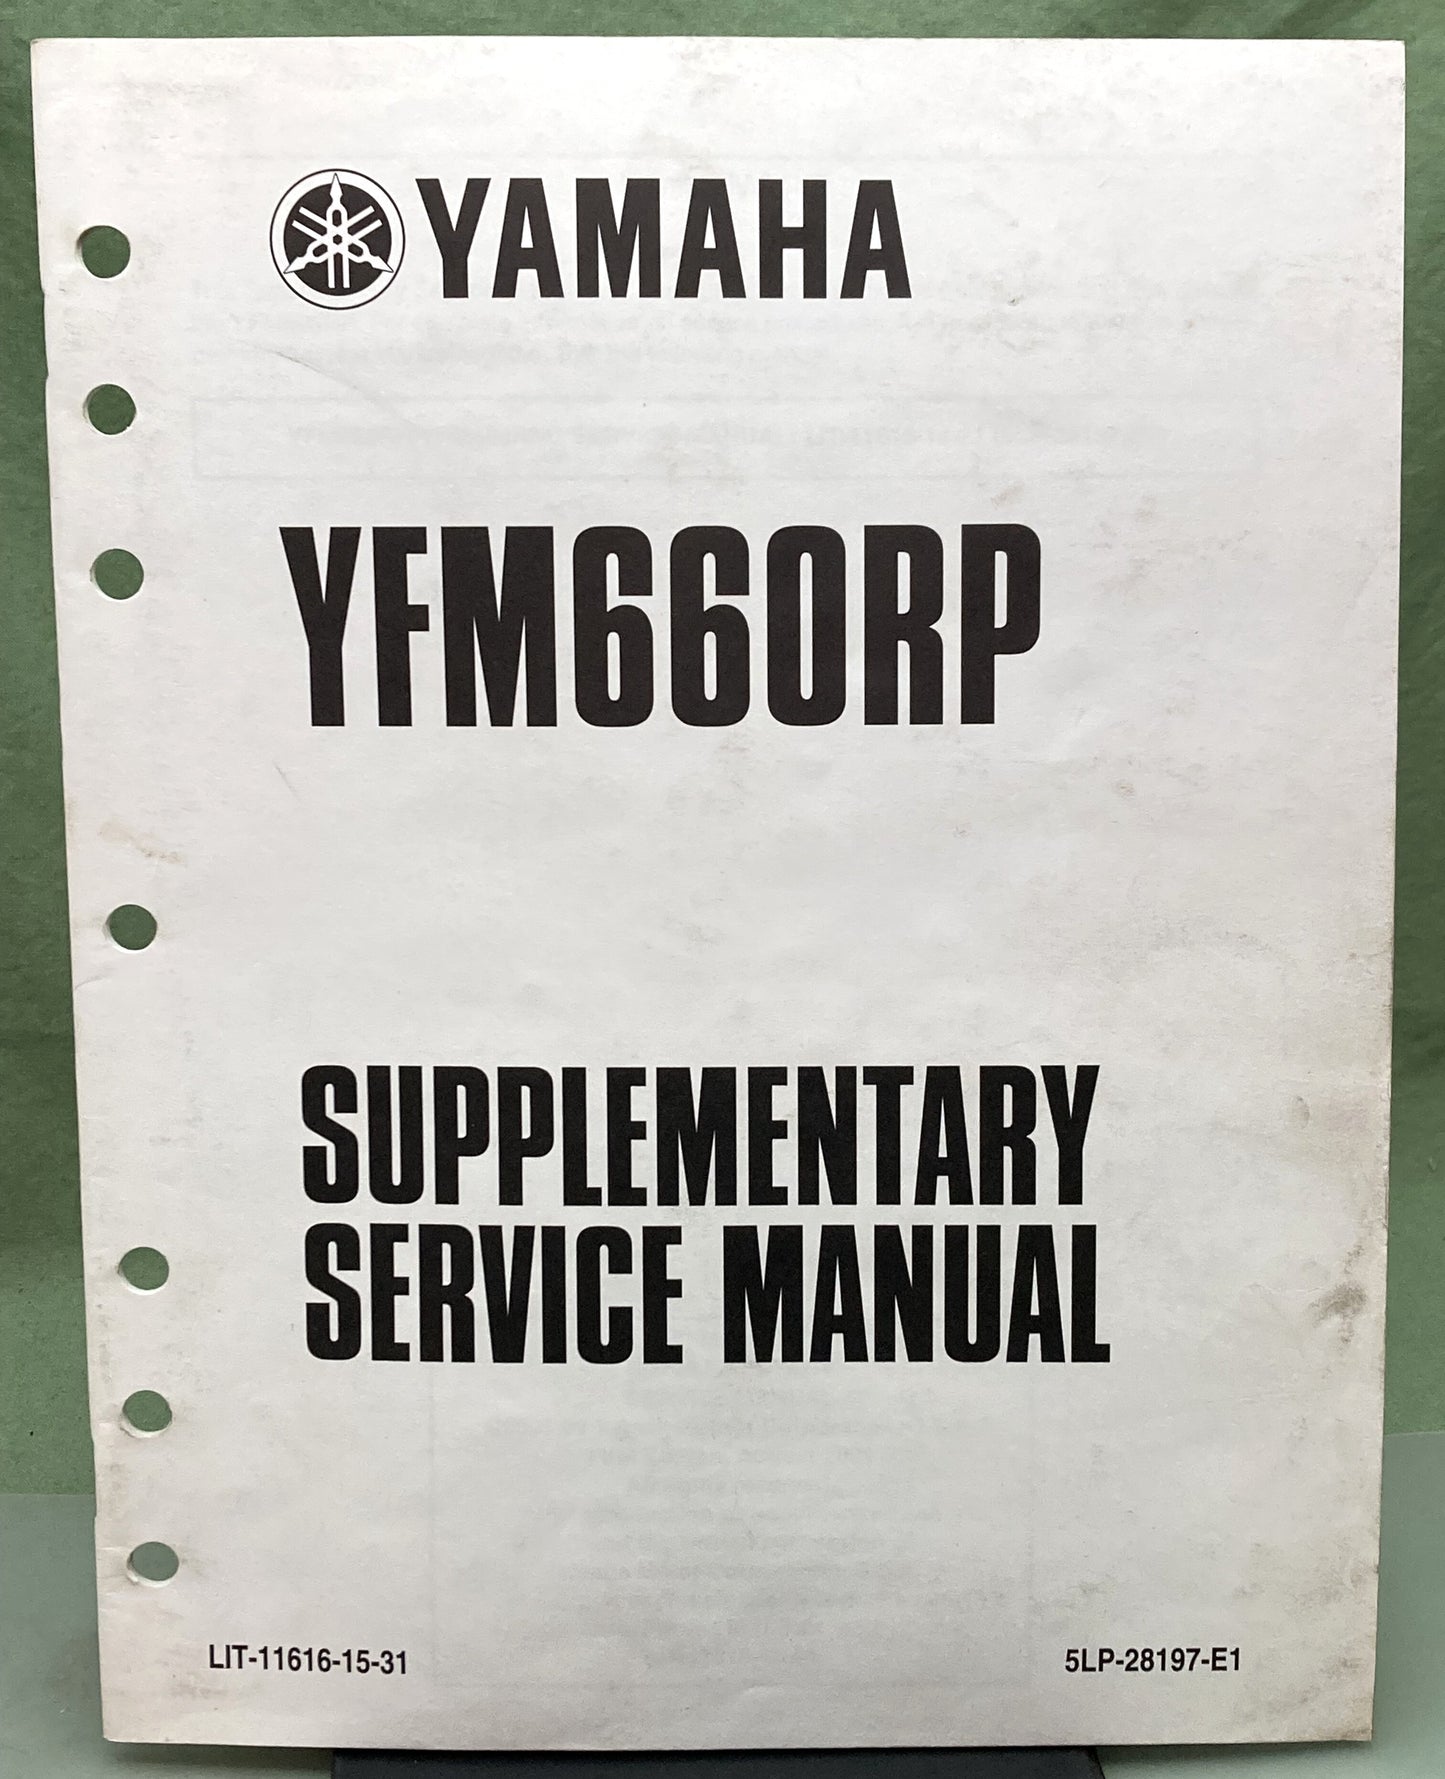 YAMAHA
YFM660RP
SUPPLEMENTARY
SERVICE MANUAL
LIT-11616-15-31
5LP-28197-E1